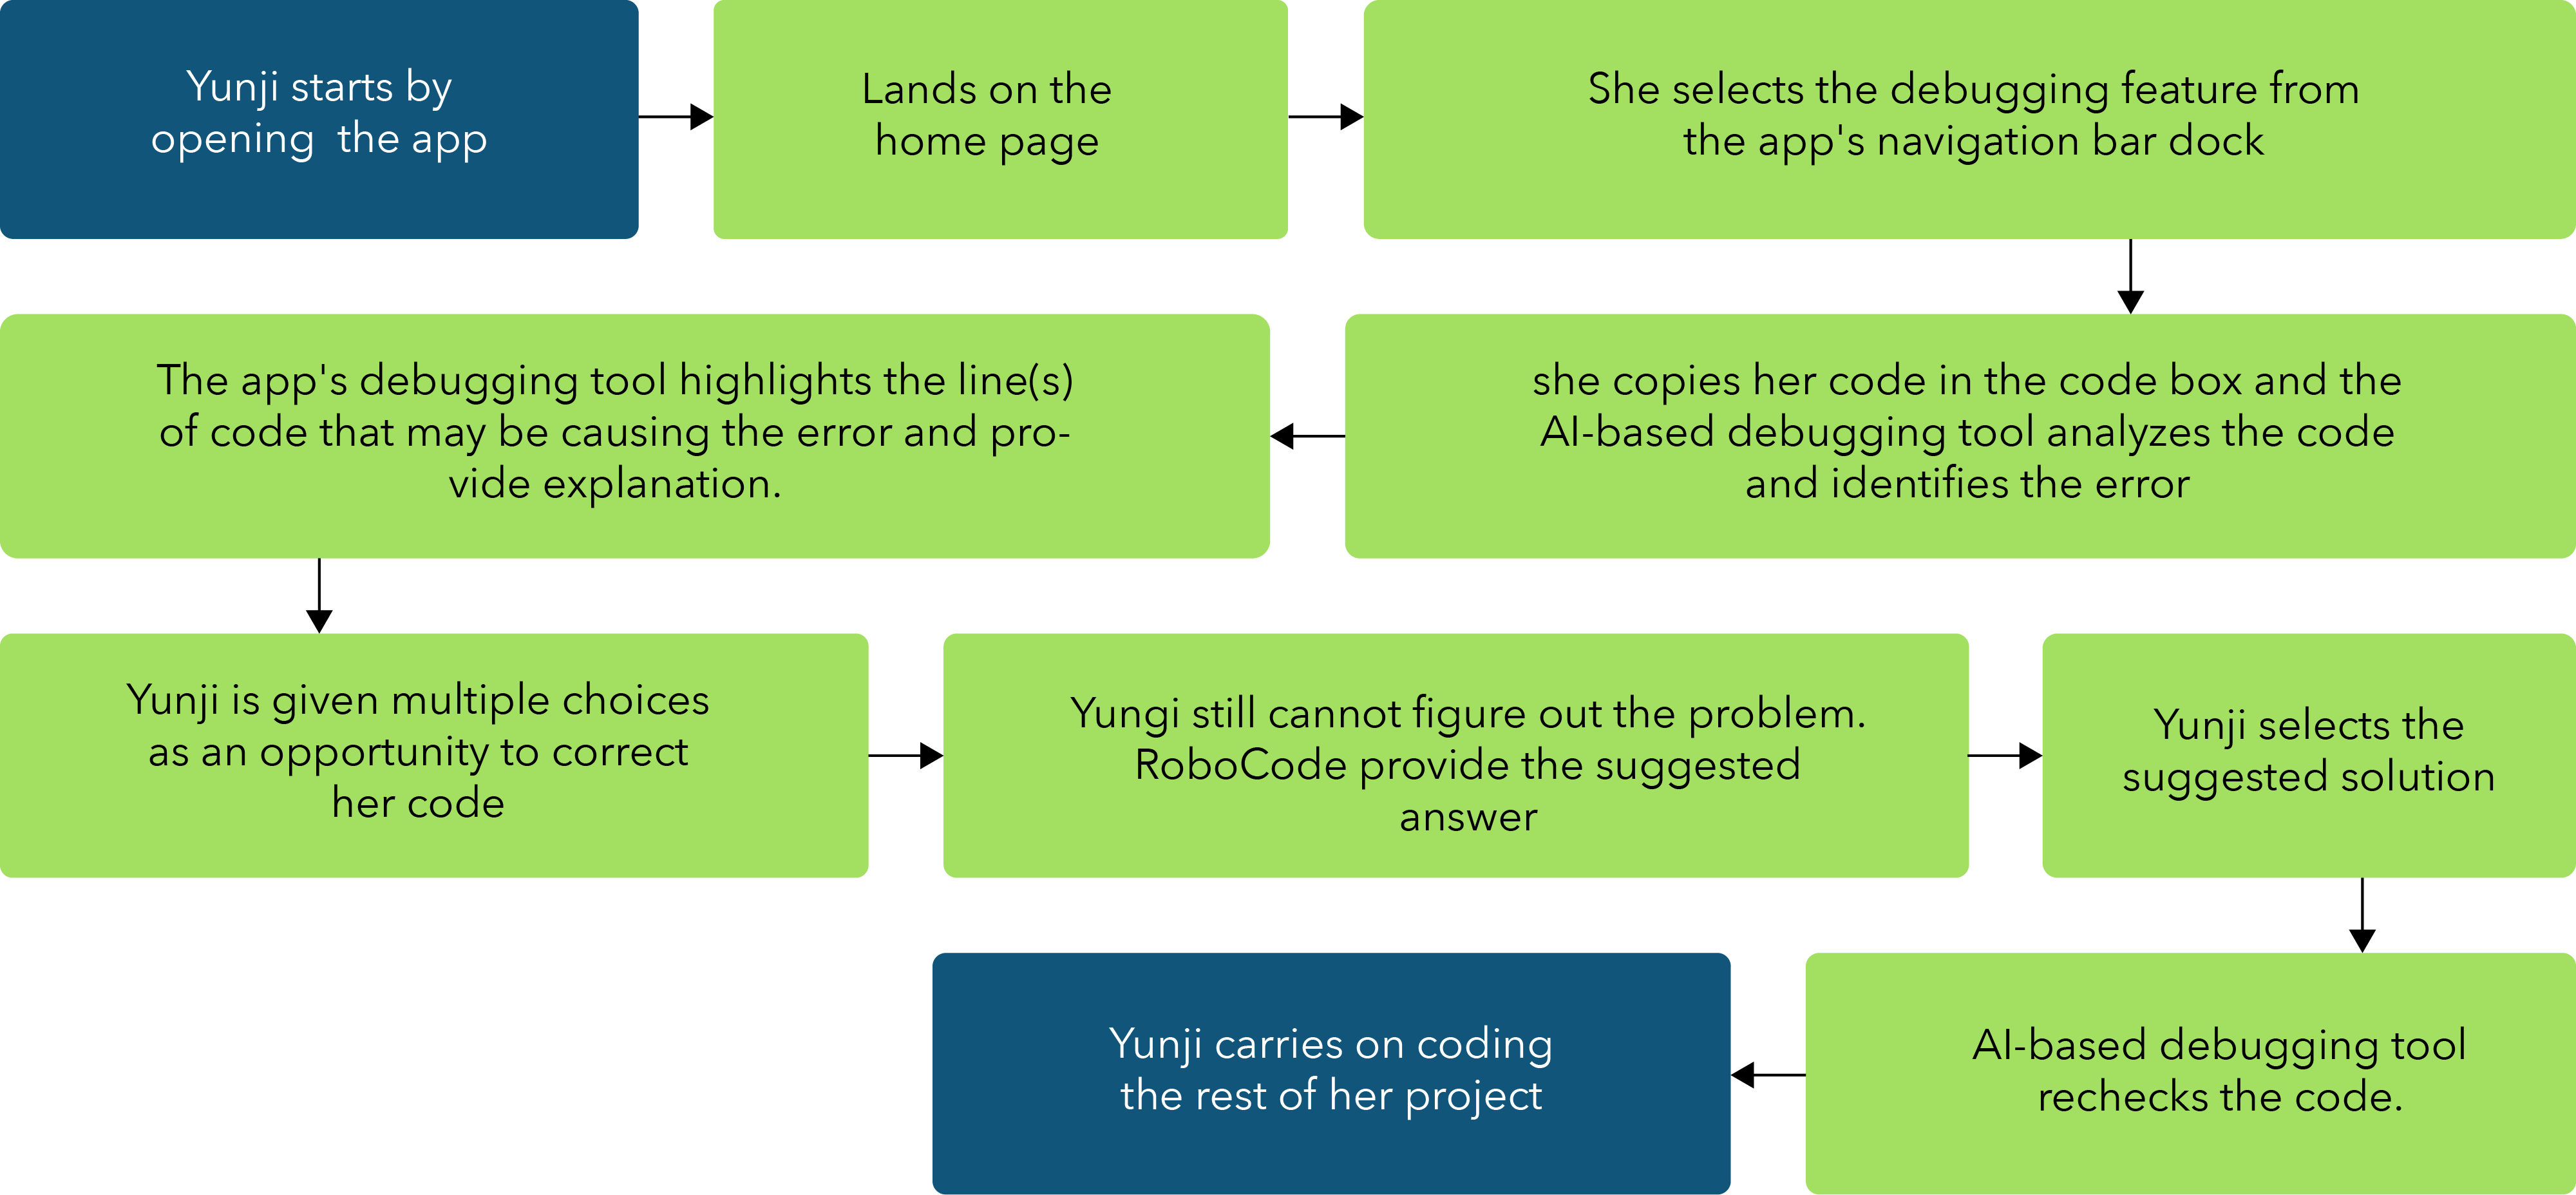 Yunji starts by
opening  the app
Lands on the
home page
She selects the debugging feature from
the app's navigation bar dock
she copies her code in the code box and the
AI-based debugging tool analyzes the code
and identifies the error
The app's debugging tool highlights the line(s)
of code that may be causing the error and pro-
vide explanation.
Yunji is given multiple choices
as an opportunity to correct
her code
Yungi still cannot figure out the problem.
RoboCode provide the suggested
answer
Yunji selects the
suggested solution
AI-based debugging tool
rechecks the code.
Yunji carries on coding
the rest of her project